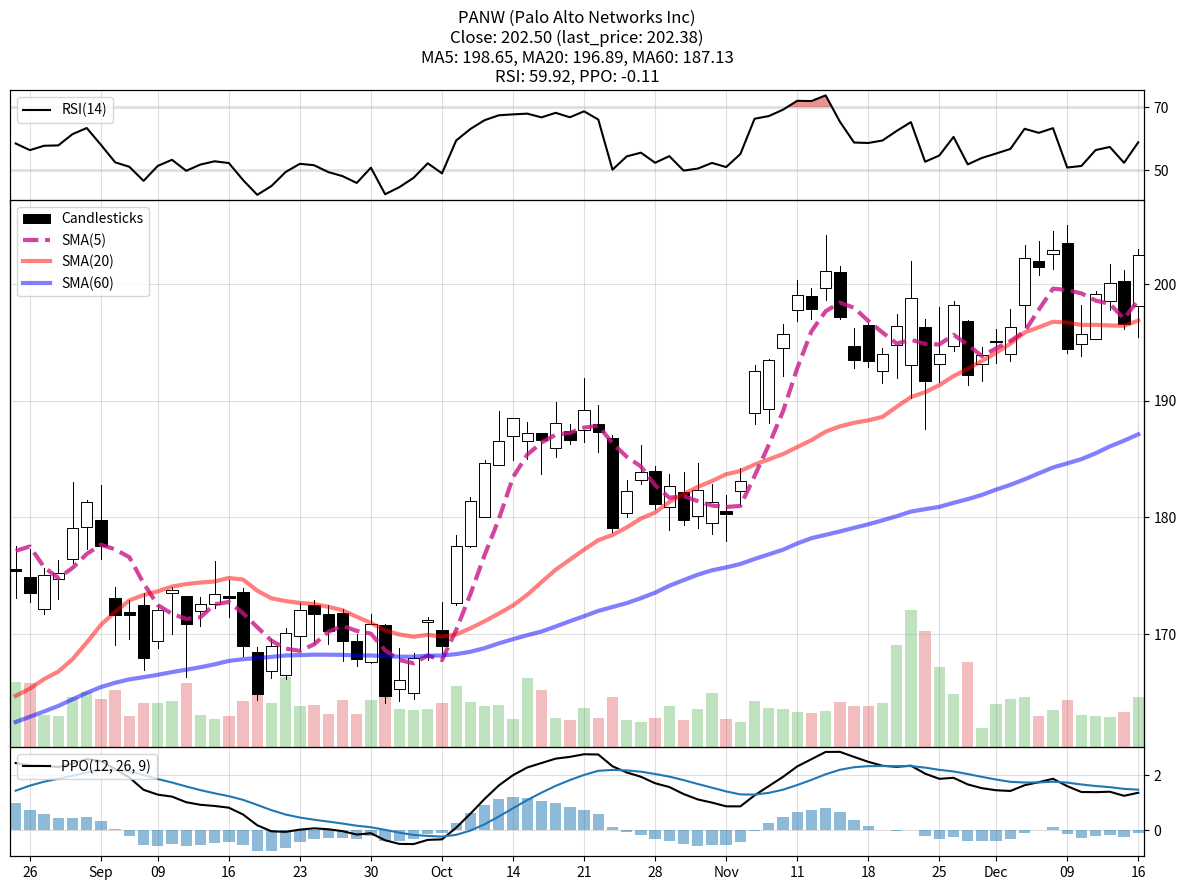 PANW (Palo Alto Networks Inc)
Close: 202.50 (last_price: 202.38)
MA5: 198.65, MA20: 196.89, MA60: 187.13
RSI: 59.92, PPO: -0.11
RSI(14)
70
50
Candlesticks
SMA(5)
SMA(20)
SMA(60)
200
190
180
170
PPO(12, 26, 9)
2
0
26 Sep 09 16 23 30 Oct 14 21 28 Nov 11 18 25 Dec 09 16